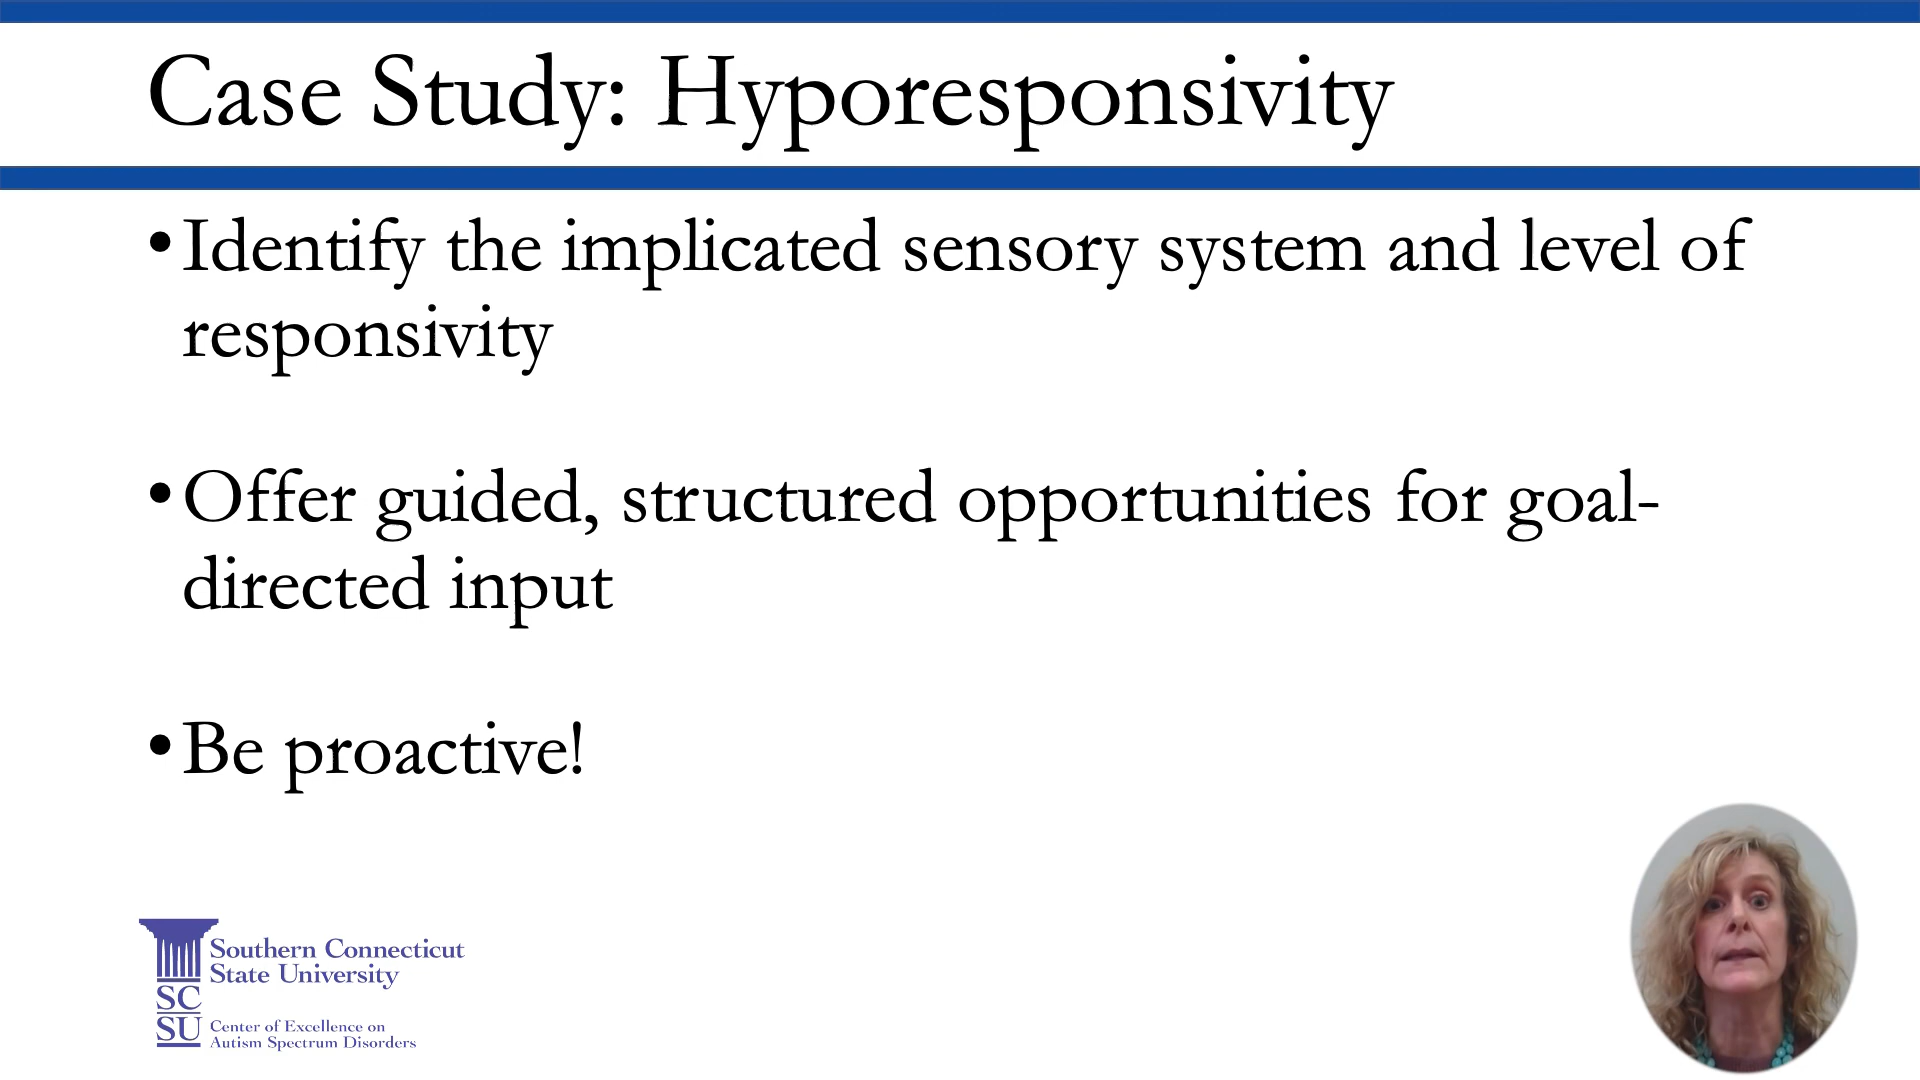 Case Study: Hyporesponsivity
•Identify the implicated sensory system and level of
responsivity
•Offer guided, structured opportunities for goal-
directed input
•Be proactive!
Southern Connecticut
State University
SC
SU
Center of Excellence on
Autism Spectrum Disorders